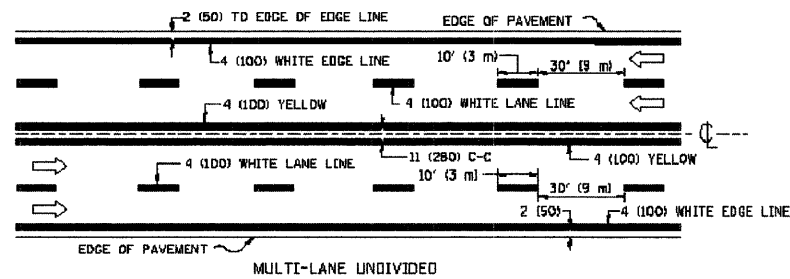 2 (50) TO EDGE OF EDGE LINE
EDGE OF PAVEMENT
4 (100) WHITE EDGE LINE
10' (3 m)
30' (9 m)
4 (100) YELLOW
4 (100) WHITE LANE LINE
4 (100) WHITE LANE LINE
11 (280) C-C
4 (100) YELLOW
10' (3 m)
30' (9 m)
2 (50)
4 (100) WHITE EDGE LINE
EDGE OF PAVEMENT
MULTI-LANE UNDIVIDED